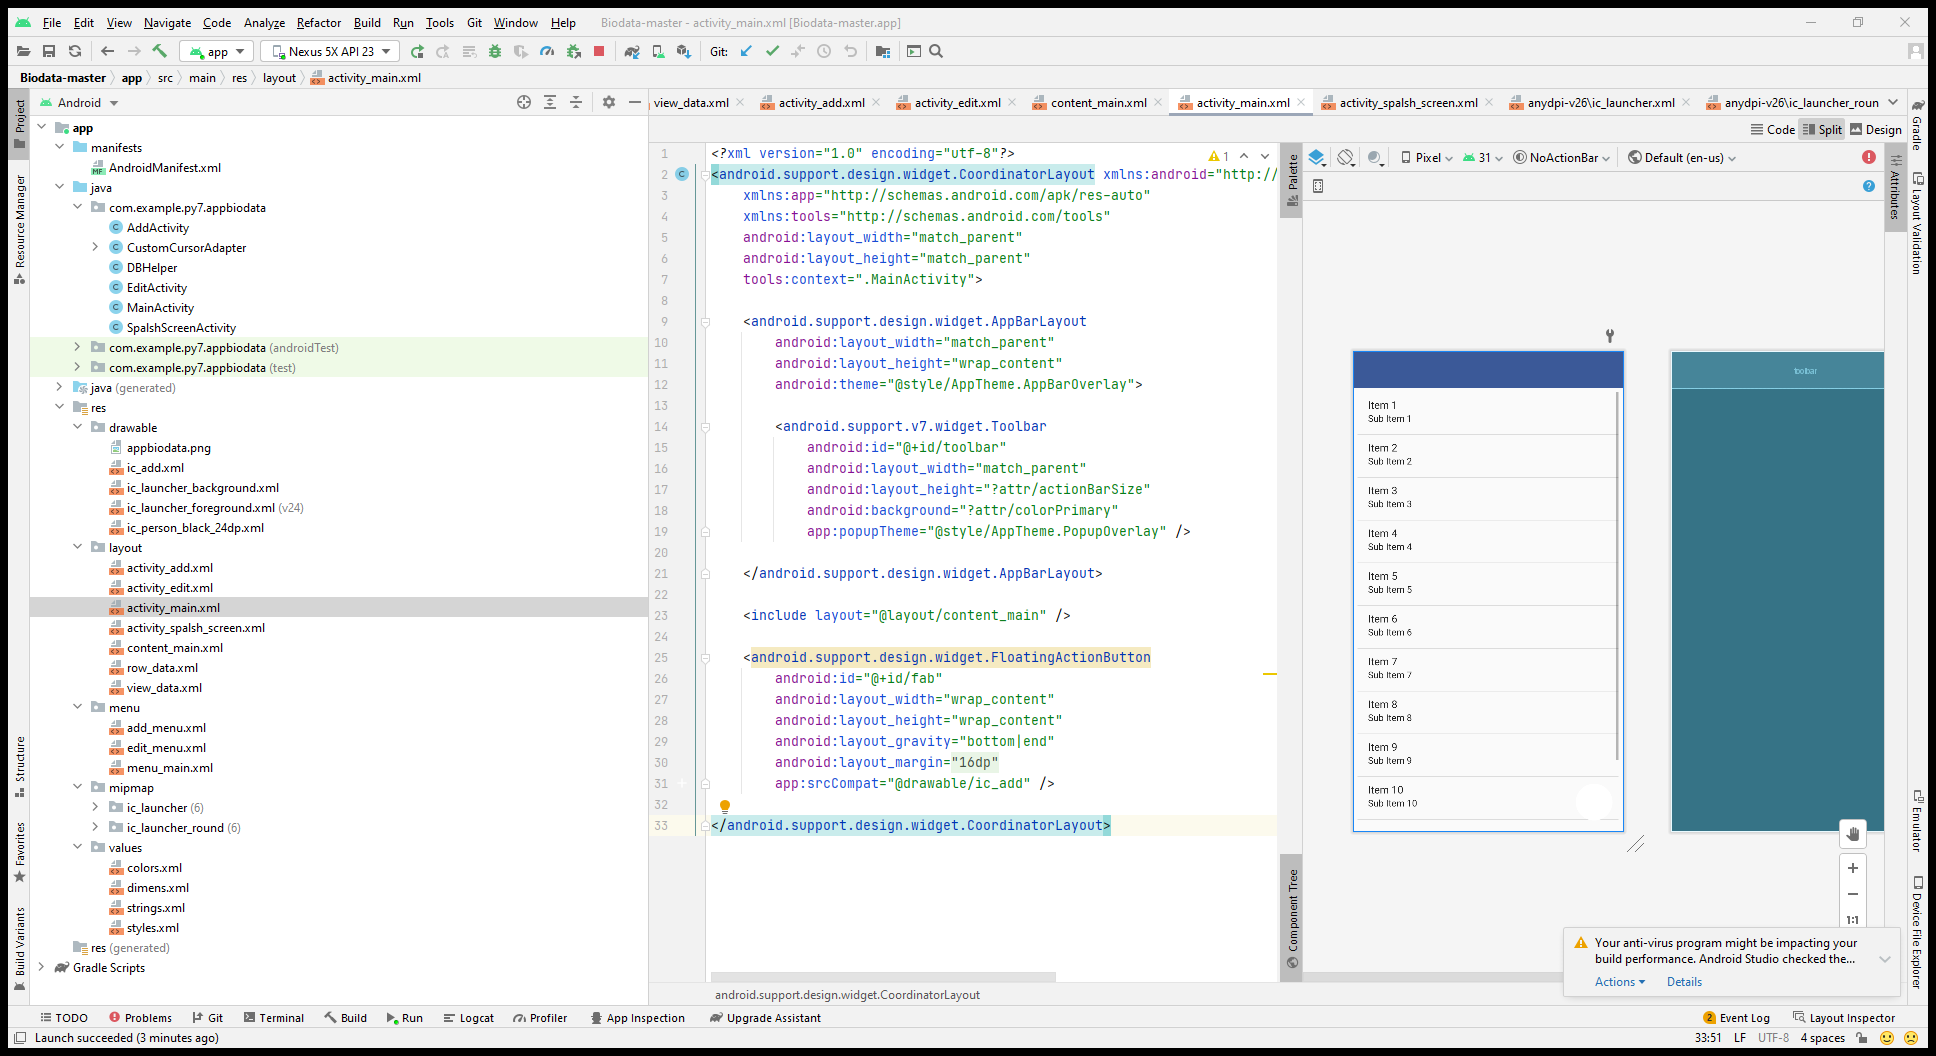 File Edit View Navigate Code Analyze Refactor Build Run Tools Git Window Help Biodata-master - activity_main.xml [Biodata-master.app]
app Nexus 5X API 23 Git:
Biodata-master app src main res layout activity_main.xml
Project
Resource Manager
Structure
Favorites
Build Variants
Android
app
manifests
AndroidManifest.xml
java
com.example.py7.appbiodata
AddActivity
CustomCursorAdapter
DBHelper
EditActivity
MainActivity
SpalshScreenActivity
com.example.py7.appbiodata (androidTest)
com.example.py7.appbiodata (test)
java (generated)
res
drawable
appbiodata.png
ic_add.xml
ic_launcher_background.xml
ic_launcher_foreground.xml (v24)
ic_person_black_24dp.xml
layout
activity_add.xml
activity_edit.xml
activity_main.xml
activity_spalsh_screen.xml
content_main.xml
row_data.xml
view_data.xml
menu
add_menu.xml
edit_menu.xml
menu_main.xml
mipmap
ic_launcher (6)
ic_launcher_round (6)
values
colors.xml
dimens.xml
strings.xml
styles.xml
res (generated)
Gradle Scripts
view_data.xml activity_add.xml activity_edit.xml content_main.xml activity_main.xml activity_spalsh_screen.xml anydpi-v26\ic_launcher.xml anydpi-v26\ic_launcher_roun
Code Split Design
1 <?xml version="1.0" encoding="utf-8"?>
2 <android.support.design.widget.CoordinatorLayout xmlns:android="http://
3 xmlns:app="http://schemas.android.com/apk/res-auto"
4 xmlns:tools="http://schemas.android.com/tools"
5 android:layout_width="match_parent"
6 android:layout_height="match_parent"
7 tools:context=".MainActivity">
8
9 <android.support.design.widget.AppBarLayout
10 android:layout_width="match_parent"
11 android:layout_height="wrap_content"
12 android:theme="@style/AppTheme.AppBarOverlay">
13
14 <android.support.v7.widget.Toolbar
15 android:id="@+id/toolbar"
16 android:layout_width="match_parent"
17 android:layout_height="?attr/actionBarSize"
18 android:background="?attr/colorPrimary"
19 app:popupTheme="@style/AppTheme.PopupOverlay" />
20
21 </android.support.design.widget.AppBarLayout>
22
23 <include layout="@layout/content_main" />
24
25 <android.support.design.widget.FloatingActionButton
26 android:id="@+id/fab"
27 android:layout_width="wrap_content"
28 android:layout_height="wrap_content"
29 android:layout_gravity="bottom|end"
30 android:layout_margin="16dp"
31 app:srcCompat="@drawable/ic_add" />
32
33 </android.support.design.widget.CoordinatorLayout>
1
android.support.design.widget.CoordinatorLayout
Palette
Component Tree
Pixel 31 NoActionBar Default (en-us)
Item 1
Sub Item 1
Item 2
Sub Item 2
Item 3
Sub Item 3
Item 4
Sub Item 4
Item 5
Sub Item 5
Item 6
Sub Item 6
Item 7
Sub Item 7
Item 8
Sub Item 8
Item 9
Sub Item 9
Item 10
Sub Item 10
toolbar
1:1
Attributes
Gradle
Layout Validation
Emulator
Device File Explorer
Your anti-virus program might be impacting your
build performance. Android Studio checked the...
Actions Details
TODO Problems Git Terminal Build Run Logcat Profiler App Inspection Upgrade Assistant 2 Event Log Layout Inspector
Launch succeeded (3 minutes ago) 33:51 LF UTF-8 4 spaces